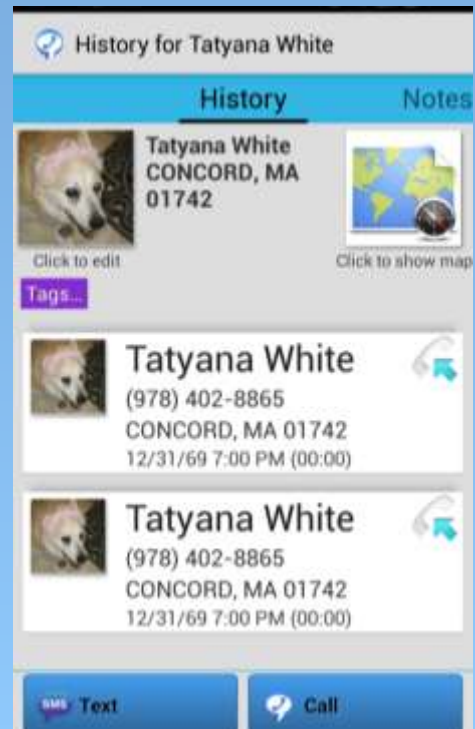 History for Tatyana White
History Notes
Tatyana White
CONCORD, MA
01742
Click to edit
Click to show map
Tags...
Tatyana White
(978) 402-8865
CONCORD, MA 01742
12/31/69 7:00 PM (00:00)
Tatyana White
(978) 402-8865
CONCORD, MA 01742
12/31/69 7:00 PM (00:00)
SMS Text
Call